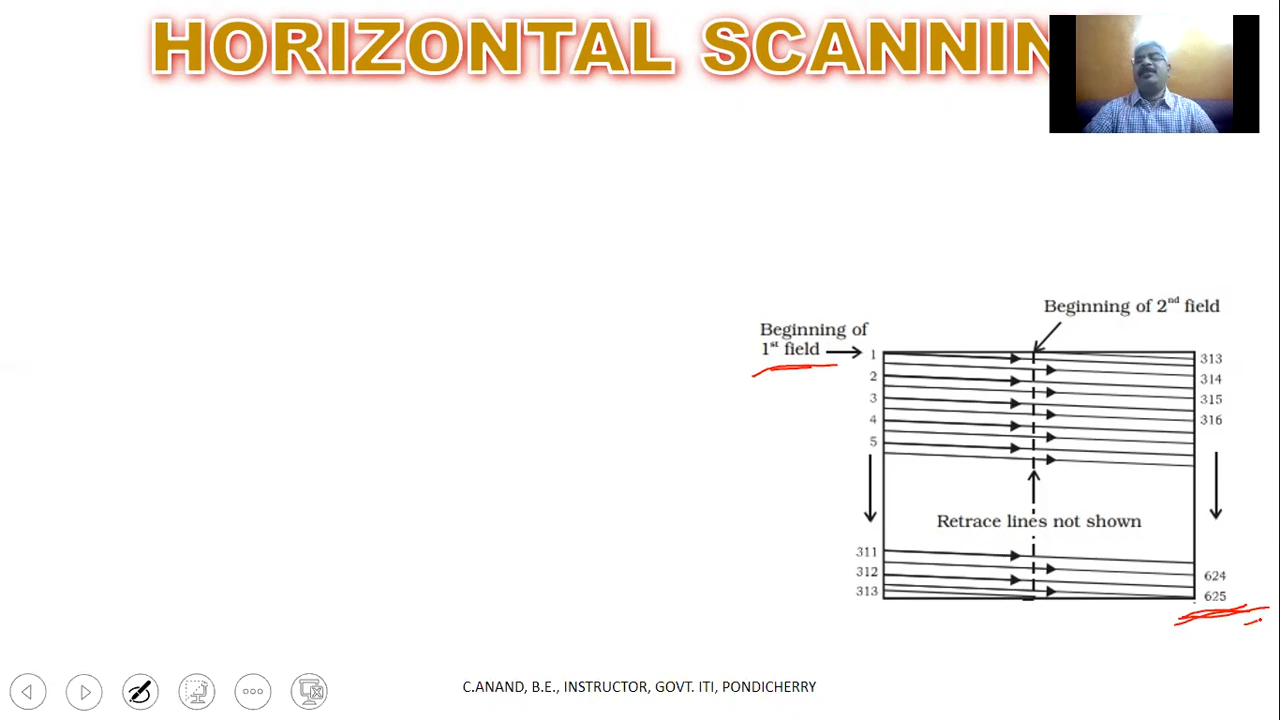 HORIZONTAL SCANNIN
Beginning of 2nd field
Beginning of
1st field
1
313
2
314
3
315
4
316
5
Retrace lines not shown
311
312
624
313
625
C.ANAND, B.E., INSTRUCTOR, GOVT. ITI, PONDICHERRY